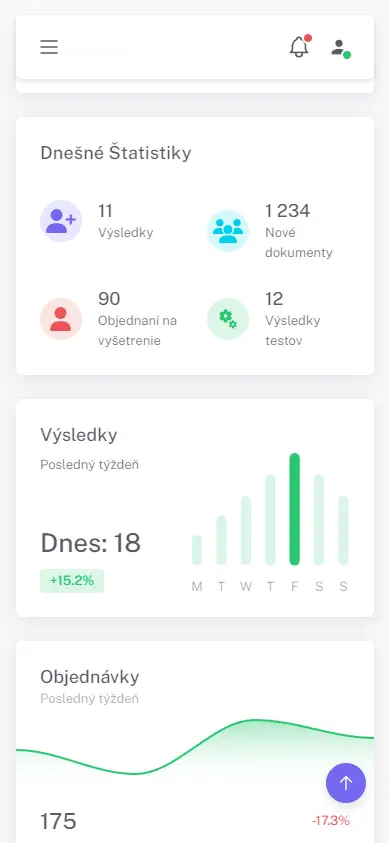 Dnešné Štatistiky
11
Výsledky
1 234
Nové
dokumenty
90
Objednaní na
vyšetrenie
12
Výsledky
testov
Výsledky
Posledný týždeň
Dnes: 18
+15.2%
M T W T F S S
Objednávky
Posledný týždeň
175
-17.3%